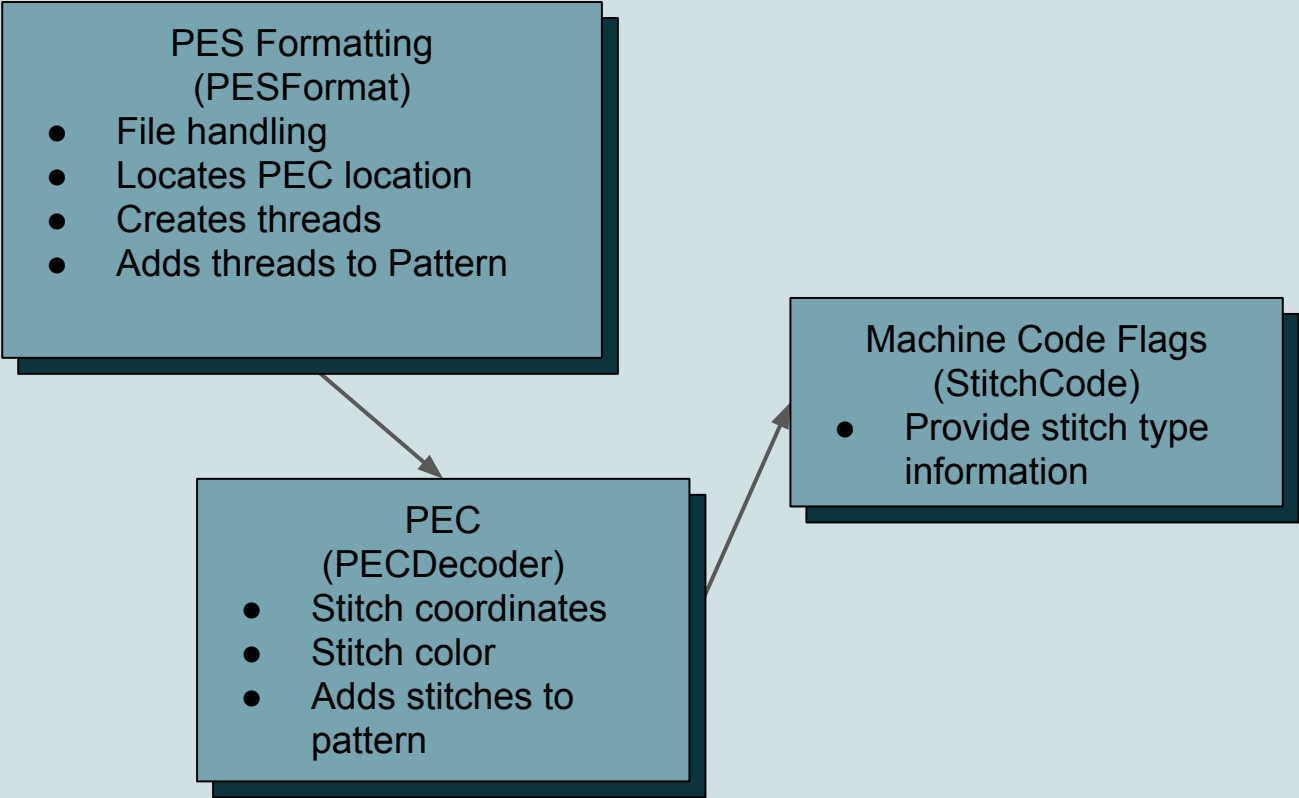 PES Formatting
(PESFormat)
● File handling
● Locates PEC location
● Creates threads
● Adds threads to Pattern
Machine Code Flags
(StitchCode)
● Provide stitch type
information
PEC
(PECDecoder)
● Stitch coordinates
● Stitch color
● Adds stitches to
pattern